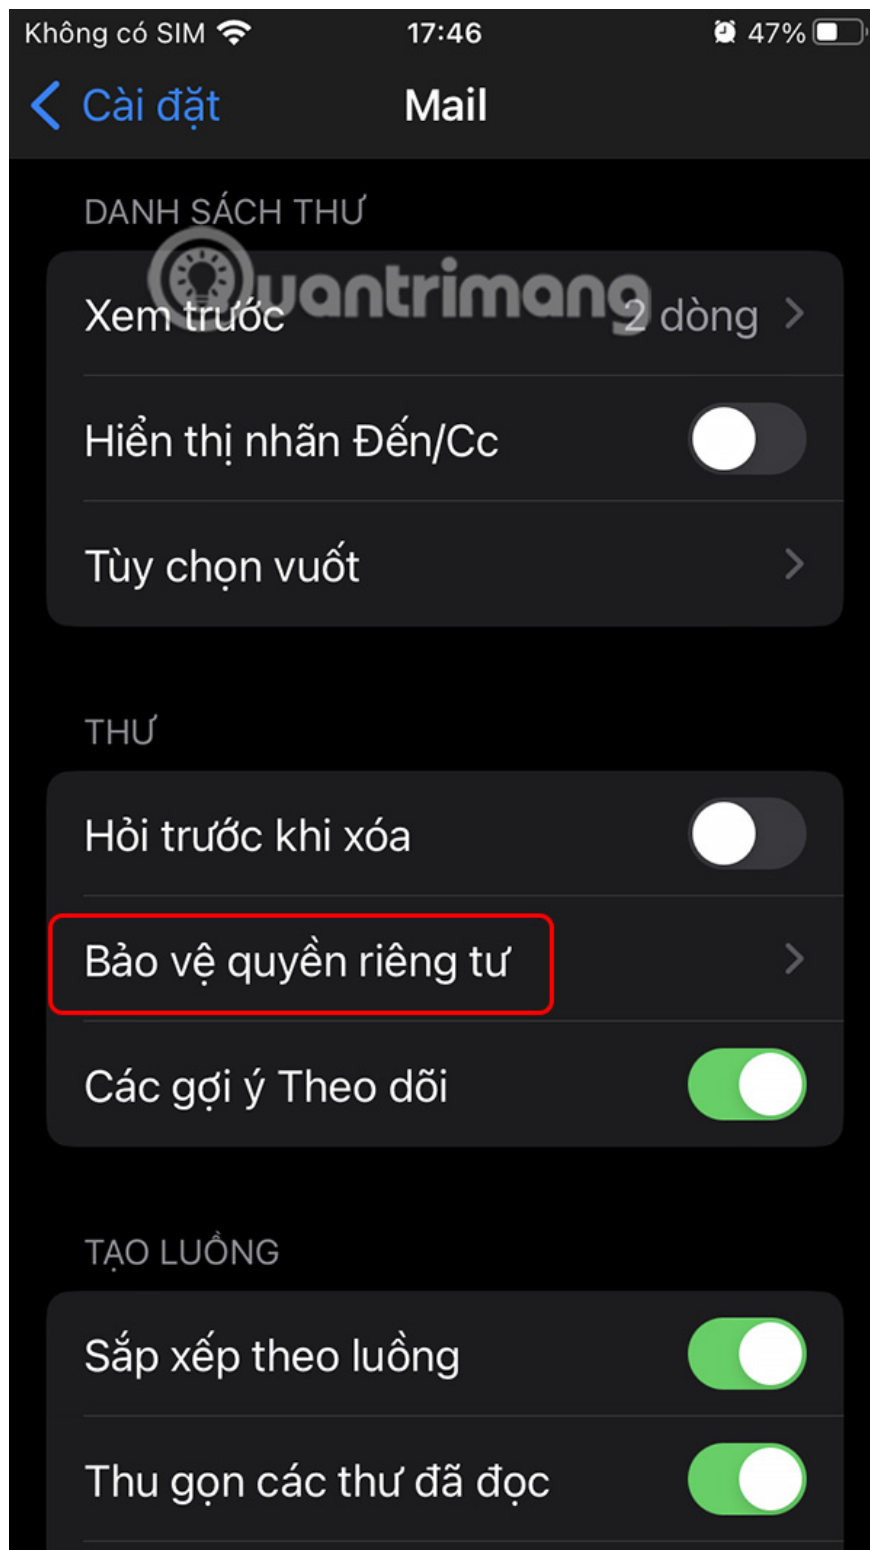 Không có SIM 17:46 47%
Cài đặt Mail
DANH SÁCH THƯ
Quantrimang
Xem trước 2 dòng
Hiển thị nhãn Đến/Cc
Tùy chọn vuốt
THƯ
Hỏi trước khi xóa
Bảo vệ quyền riêng tư
Các gợi ý Theo dõi
TẠO LUỒNG
Sắp xếp theo luồng
Thu gọn các thư đã đọc